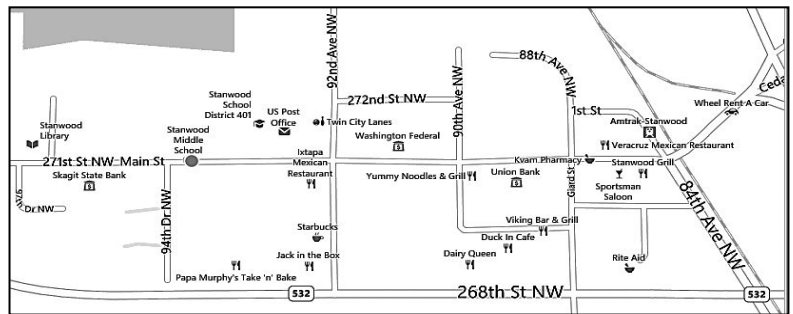 92nd Ave NW
88th Ave NW
Cedar
272nd St NW
90th Ave NW
Stanwood
School
District 401
US Post
Office
Twin City Lanes
1st St
Wheel Rent A Car
Amtrak-Stanwood
Stanwood
Library
Stanwood
Middle
School
Washington Federal
Veracruz Mexican Restaurant
271st St NW
Main St
Ixtapa
Mexican
Restaurant
Kvam Pharmacy
Stanwood Grill
Skagit State Bank
Yummy Noodles & Grill
Union Bank
Giard St
Sportsman
Saloon
84th Ave NW
97th Dr NW
94th Dr NW
Starbucks
Viking Bar & Grill
Duck In Cafe
Jack in the Box
Dairy Queen
Rite Aid
Papa Murphy's Take 'n' Bake
532
268th St NW
532